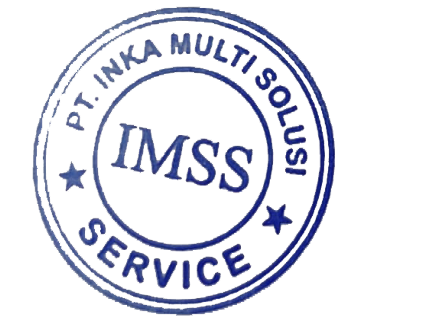 PT. INKA MULTI SOLUSI
IMSS
SERVICE